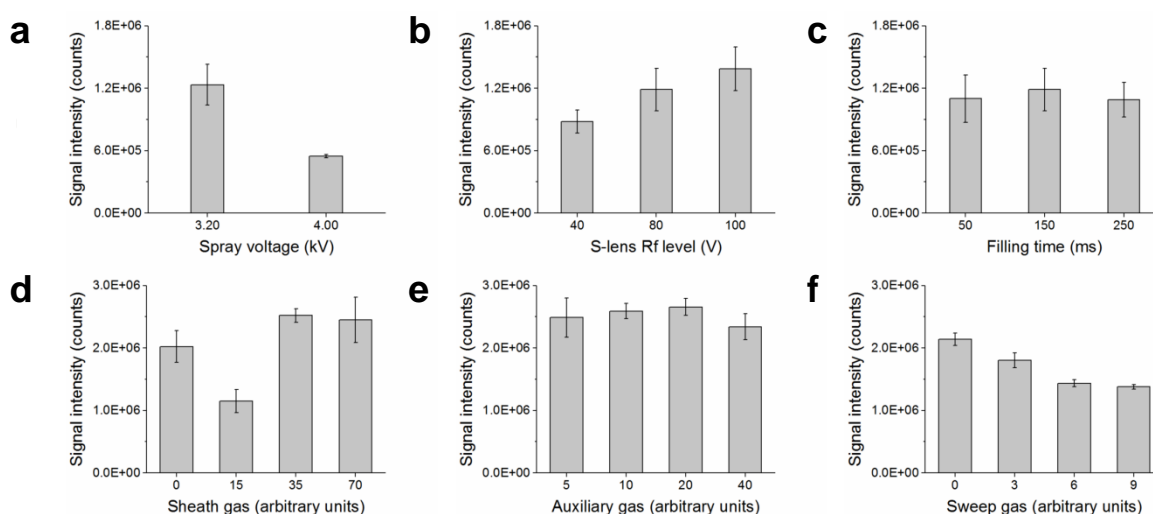 a
Signal intensity (counts)
1.8E+06
1.2E+06
6.0E+05
0.0E+00
3.20 4.00
Spray voltage (kV)
b
Signal intensity (counts)
1.8E+06
1.2E+06
6.0E+05
0.0E+00
40 80 100
S-lens Rf level (V)
c
Signal intensity (counts)
1.8E+06
1.2E+06
6.0E+05
0.0E+00
50 150 250
Filling time (ms)
d
Signal intensity (counts)
3.0E+06
2.0E+06
1.0E+06
0.0E+00
0 15 35 70
Sheath gas (arbitrary units)
e
Signal intensity (counts)
3.0E+06
2.0E+06
1.0E+06
0.0E+00
5 10 20 40
Auxiliary gas (arbitrary units)
f
Signal intensity (counts)
3.0E+06
2.0E+06
1.0E+06
0.0E+00
0 3 6 9
Sweep gas (arbitrary units)